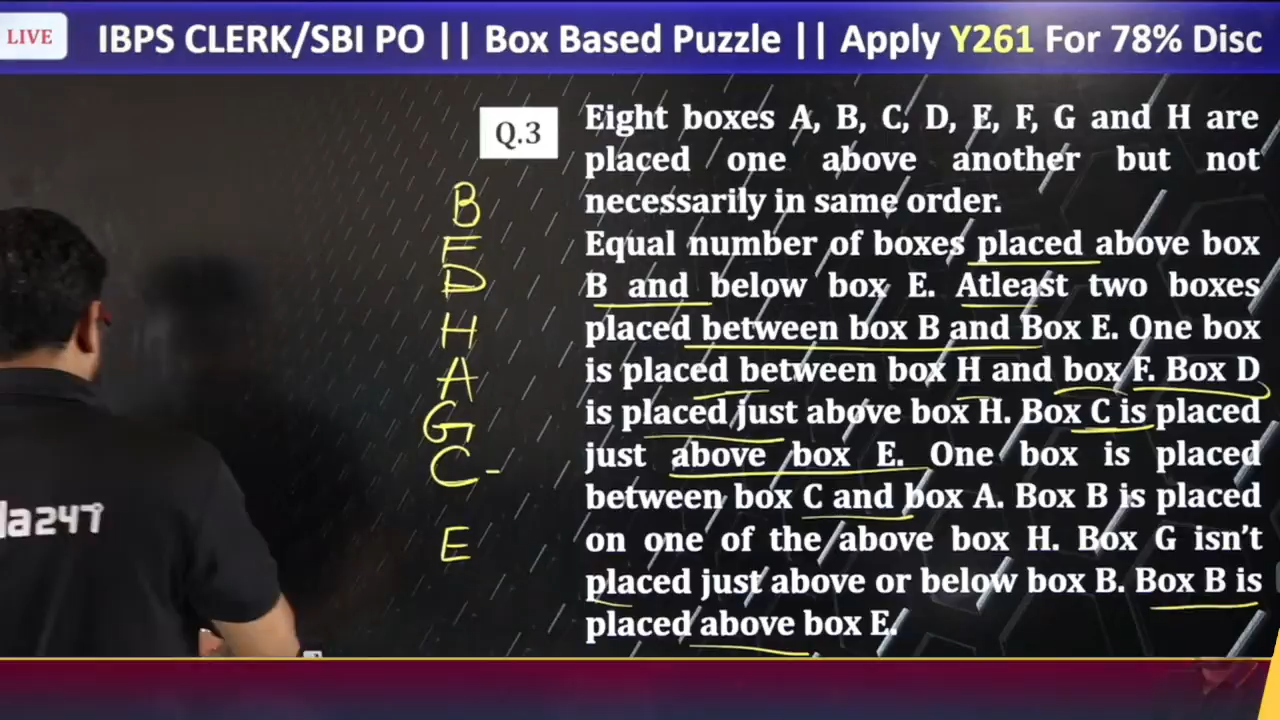 LIVE
IBPS CLERK/SBI PO || Box Based Puzzle || Apply Y261 For 78% Disc
Q.3
Eight boxes A, B, C, D, E, F, G and H are
placed one above another but not
necessarily in same order.
Equal number of boxes placed above box
B and below box E. Atleast two boxes
placed between box B and Box E. One box
is placed between box H and box F. Box D
is placed just above box H. Box C is placed
just above box E. One box is placed
between box C and box A. Box B is placed
on one of the above box H. Box G isn't
placed just above or below box B. Box B is
placed above box E.
B
F
D
H
A
G
C -
E
da247